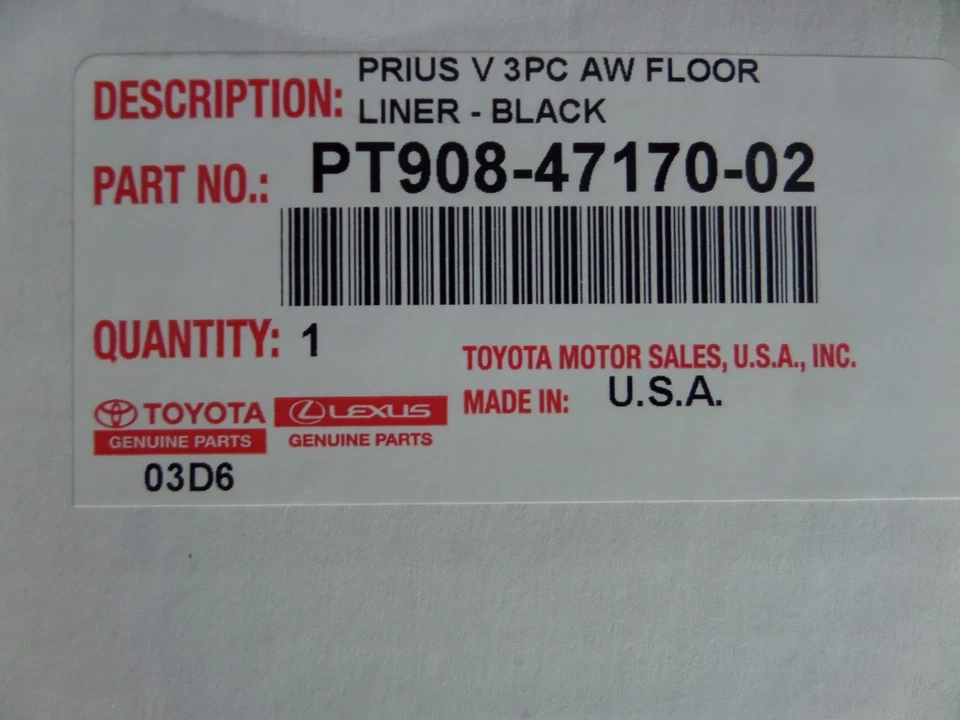 DESCRIPTION: PRIUS V 3PC AW FLOOR
LINER - BLACK
PART NO.: PT908-47170-02
QUANTITY: 1
TOYOTA MOTOR SALES, U.S.A., INC.
MADE IN: U.S.A.
TOYOTA
GENUINE PARTS
LEXUS
GENUINE PARTS
03D6